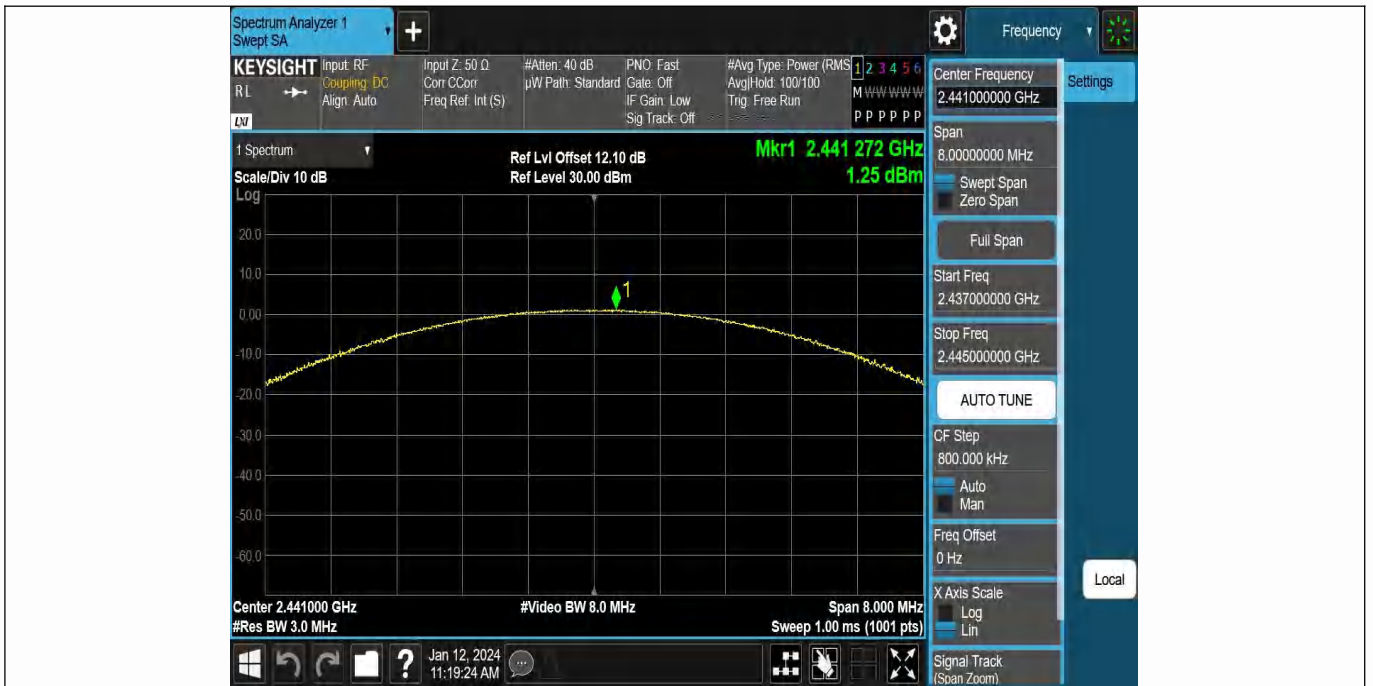 Spectrum Analyzer 1
Swept SA
+
Frequency
KEYSIGHT
RL
LXI
Input: RF
Coupling: DC
Align: Auto
Input Z: 50 Ω
Corr CCorr
Freq Ref: Int (S)
#Atten: 40 dB
µW Path: Standard
PNO: Fast
Gate: Off
IF Gain: Low
Sig Track: Off
#Avg Type: Power (RMS
Avg|Hold: 100/100
Trig: Free Run
1 2 3 4 5 6
M W W W W W
P P P P P P
1 Spectrum
Scale/Div 10 dB
Ref Lvl Offset 12.10 dB
Ref Level 30.00 dBm
Mkr1 2.441 272 GHz
1.25 dBm
Log
20.0
10.0
0.00
-10.0
-20.0
-30.0
-40.0
-50.0
-60.0
1
Center 2.441000 GHz
#Res BW 3.0 MHz
#Video BW 8.0 MHz
Span 8.000 MHz
Sweep 1.00 ms (1001 pts)
Center Frequency
2.441000000 GHz
Settings
Span
8.00000000 MHz
Swept Span
Zero Span
Full Span
Start Freq
2.437000000 GHz
Stop Freq
2.445000000 GHz
AUTO TUNE
CF Step
800.000 kHz
Auto
Man
Freq Offset
0 Hz
X Axis Scale
Log
Lin
Local
Signal Track
(Span Zoom)
?
Jan 12, 2024
11:19:24 AM